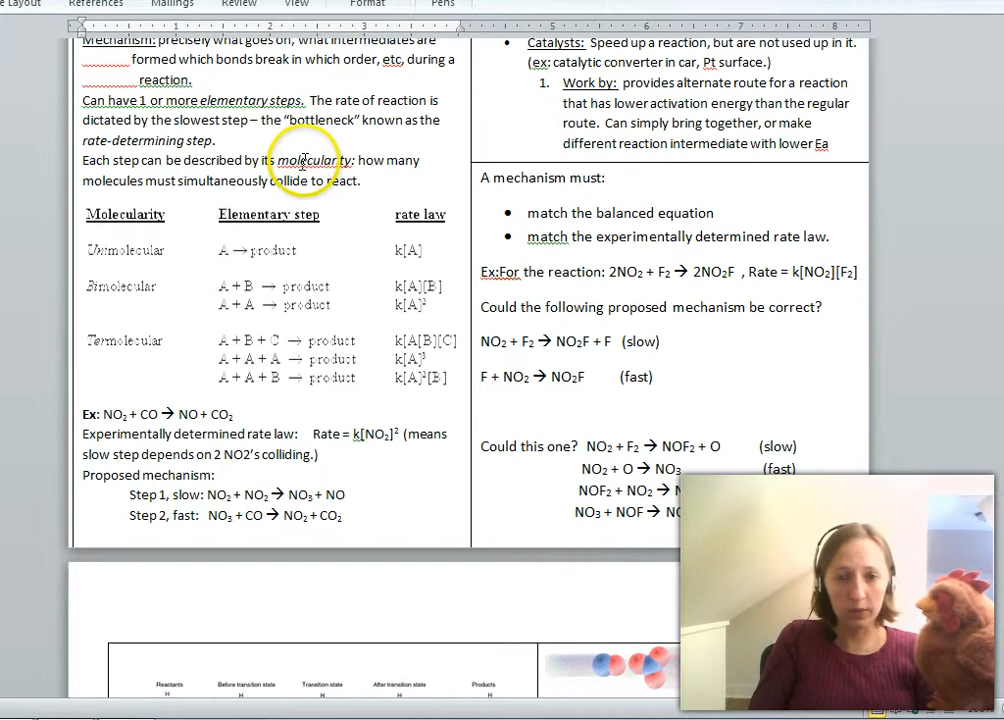 Layout References Mailings Review View Format Pens
1 2 3 5 6 7 8
Mechanism: precisely what goes on, what intermediates are
formed which bonds break in which order, etc, during a
reaction.
Can have 1 or more elementary steps. The rate of reaction is
dictated by the slowest step – the “bottleneck” known as the
rate-determining step.
Each step can be described by its molecularity: how many
molecules must simultaneously collide to react.
Molecularity Elementary step rate law
Unimolecular A → product k[A]
Bimolecular A + B → product k[A][B]
A + A → product k[A]²
Termolecular A + B + C → product k[A[B][C]
A + A + A → product k[A]³
A + A + B → product k[A]²[B]
Ex: NO₂ + CO → NO + CO₂
Experimentally determined rate law: Rate = k[NO₂]² (means
slow step depends on 2 NO2’s colliding.)
Proposed mechanism:
Step 1, slow: NO₂ + NO₂ → NO₃ + NO
Step 2, fast: NO₃ + CO → NO₂ + CO₂
• Catalysts: Speed up a reaction, but are not used up in it.
(ex: catalytic converter in car, Pt surface.)
1. Work by: provides alternate route for a reaction
that has lower activation energy than the regular
route. Can simply bring together, or make
different reaction intermediate with lower Ea
A mechanism must:
• match the balanced equation
• match the experimentally determined rate law.
Ex:For the reaction: 2NO₂ + F₂ → 2NO₂F , Rate = k[NO₂][F₂]
Could the following proposed mechanism be correct?
NO₂ + F₂ → NO₂F + F (slow)
F + NO₂ → NO₂F (fast)
Could this one? NO₂ + F₂ → NOF₂ + O (slow)
NO₂ + O → NO₃ (fast)
NOF₂ + NO₂ → N
NO₃ + NOF → NO
Reactants Before transition state Transition state After transition state Products
H H H H H